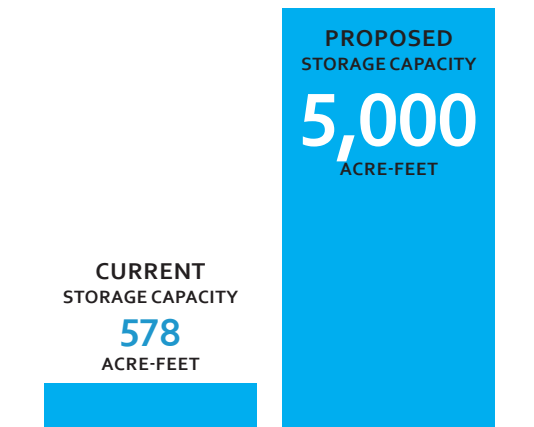 CURRENT
STORAGE CAPACITY
578
ACRE-FEET
PROPOSED
STORAGE CAPACITY
5,000
ACRE-FEET